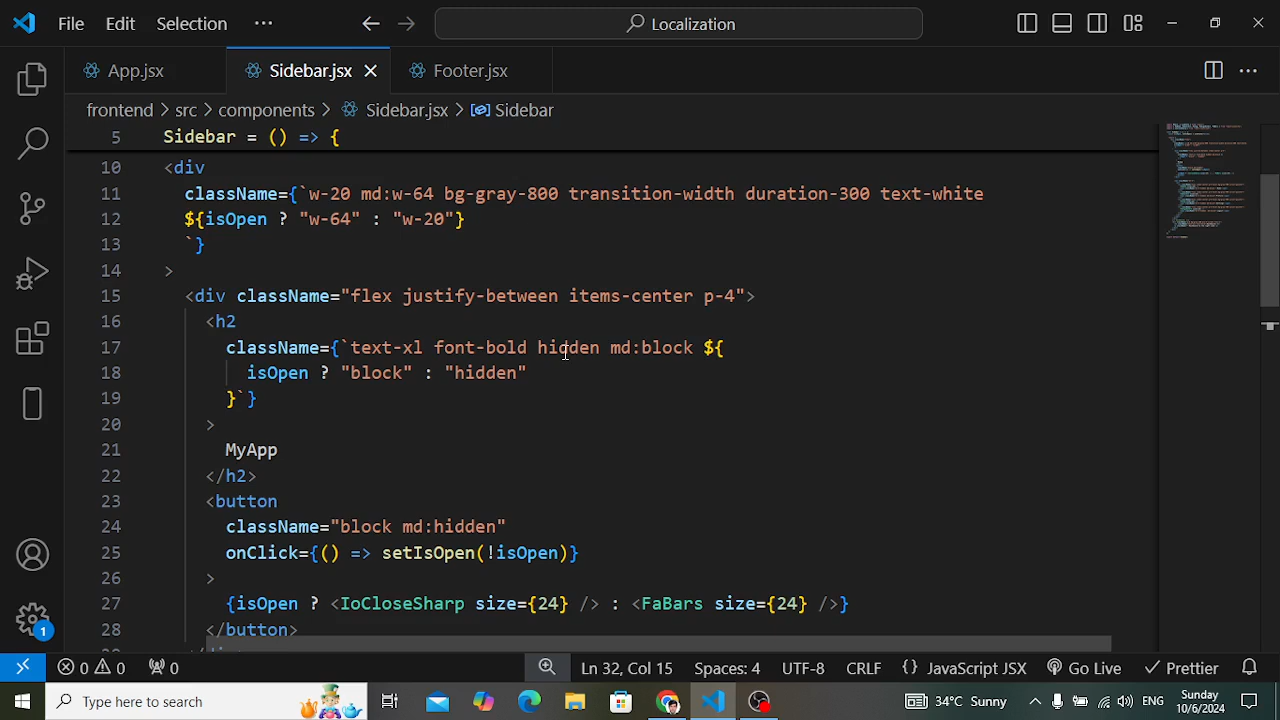 File Edit Selection ··· Localization
App.jsx Sidebar.jsx Footer.jsx
frontend > src > components > Sidebar.jsx > Sidebar
5 Sidebar = () => {
10 <div
11 className={`w-20 md:w-64 bg-gray-800 transition-width duration-300 text-white
12 ${isOpen ? "w-64" : "w-20"}
13 `}
14 >
15 <div className="flex justify-between items-center p-4">
16 <h2
17 className={`text-xl font-bold hidden md:block ${
18 isOpen ? "block" : "hidden"
19 }`}
20 >
21 MyApp
22 </h2>
23 <button
24 className="block md:hidden"
25 onClick={() => setIsOpen(!isOpen)}
26 >
27 {isOpen ? <IoCloseSharp size={24} /> : <FaBars size={24} />}
28 </button>
1
0 0 0 Ln 32, Col 15 Spaces: 4 UTF-8 CRLF {} JavaScript JSX Go Live Prettier
Type here to search 34°C Sunny ENG Sunday
10/6/2024